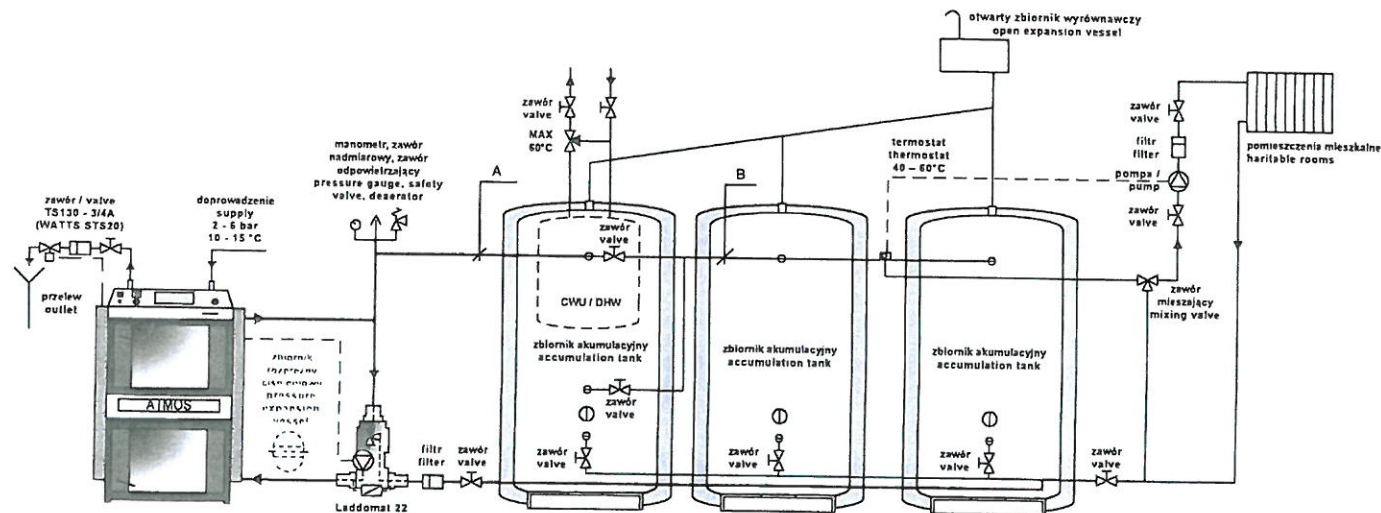 otwarty zbiornik wyrównawczy
open expansion vessel
zawór
valve
MAX
60°C
manometr, zawór
nadmiarowy, zawór
odpowietrzający
pressure gauge, safety
valve, deaerator
A
B
termostat
thermostat
40 – 60°C
zawór
valve
filtr
filter
pompa /
pump
zawór
valve
pomieszczenia mieszkalne
haritable rooms
zawór / valve
TS130 - 3/4A
(WATTS STS20)
doprowadzenie
supply
2 - 6 bar
10 - 15 °C
przelew
outlet
zawór
valve
CWU / DHW
zawór
mieszający
mixing valve
zbiornik akumulacyjny
accumulation tank
zbiornik akumulacyjny
accumulation tank
zbiornik akumulacyjny
accumulation tank
zbiornik
pressure
expansion
vessel
ATMOS
zawór
valve
filtr
filter
zawór
valve
zawór
valve
zawór
valve
zawór
valve
zawór
valve
Laddomat 22